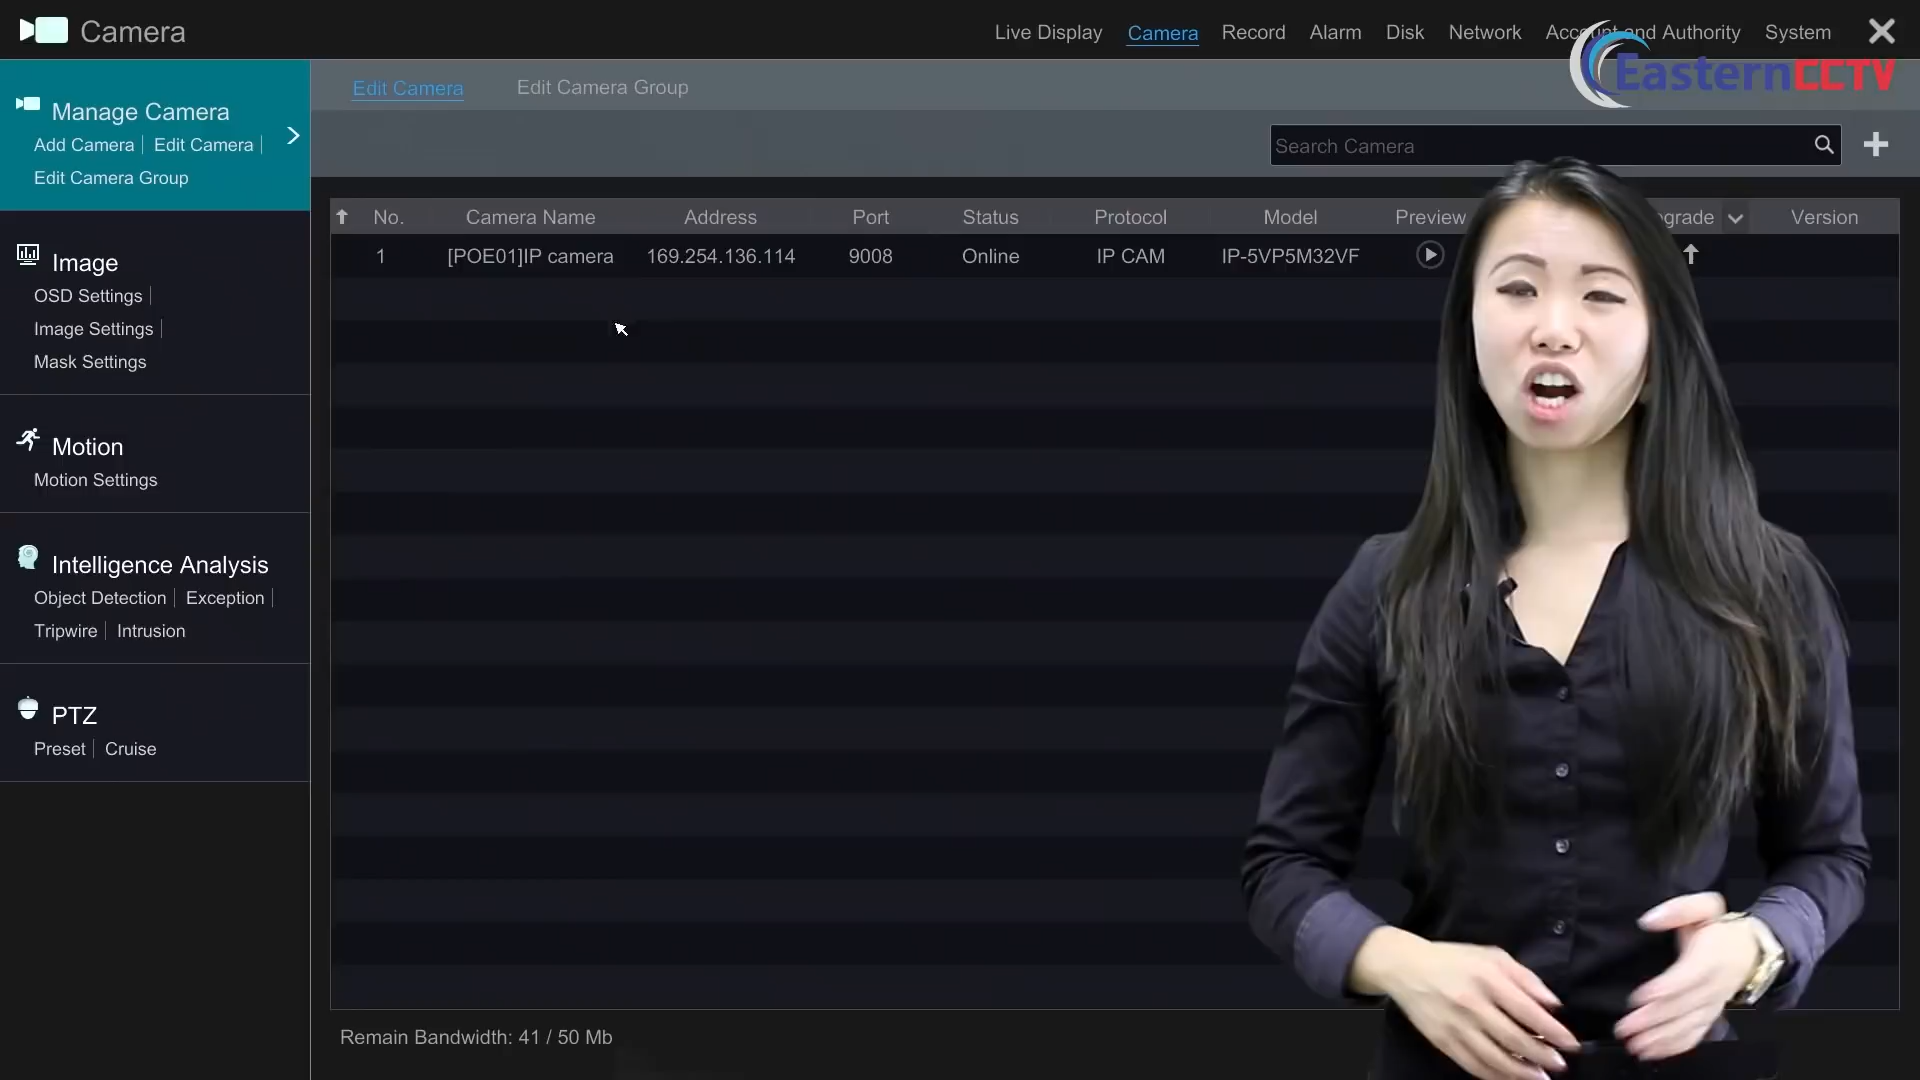 Camera
Live Display Camera Record Alarm Disk Network Account and Authority System
EasternCCTV
Manage Camera
Add Camera | Edit Camera |
Edit Camera Group
Image
OSD Settings |
Image Settings |
Mask Settings
Motion
Motion Settings
Intelligence Analysis
Object Detection | Exception |
Tripwire | Intrusion
PTZ
Preset | Cruise
Edit Camera Edit Camera Group
Search Camera
No. Camera Name Address Port Status Protocol Model Preview Version
1 [POE01]IP camera 169.254.136.114 9008 Online IP CAM IP-5VP5M32VF
Remain Bandwidth: 41 / 50 Mb